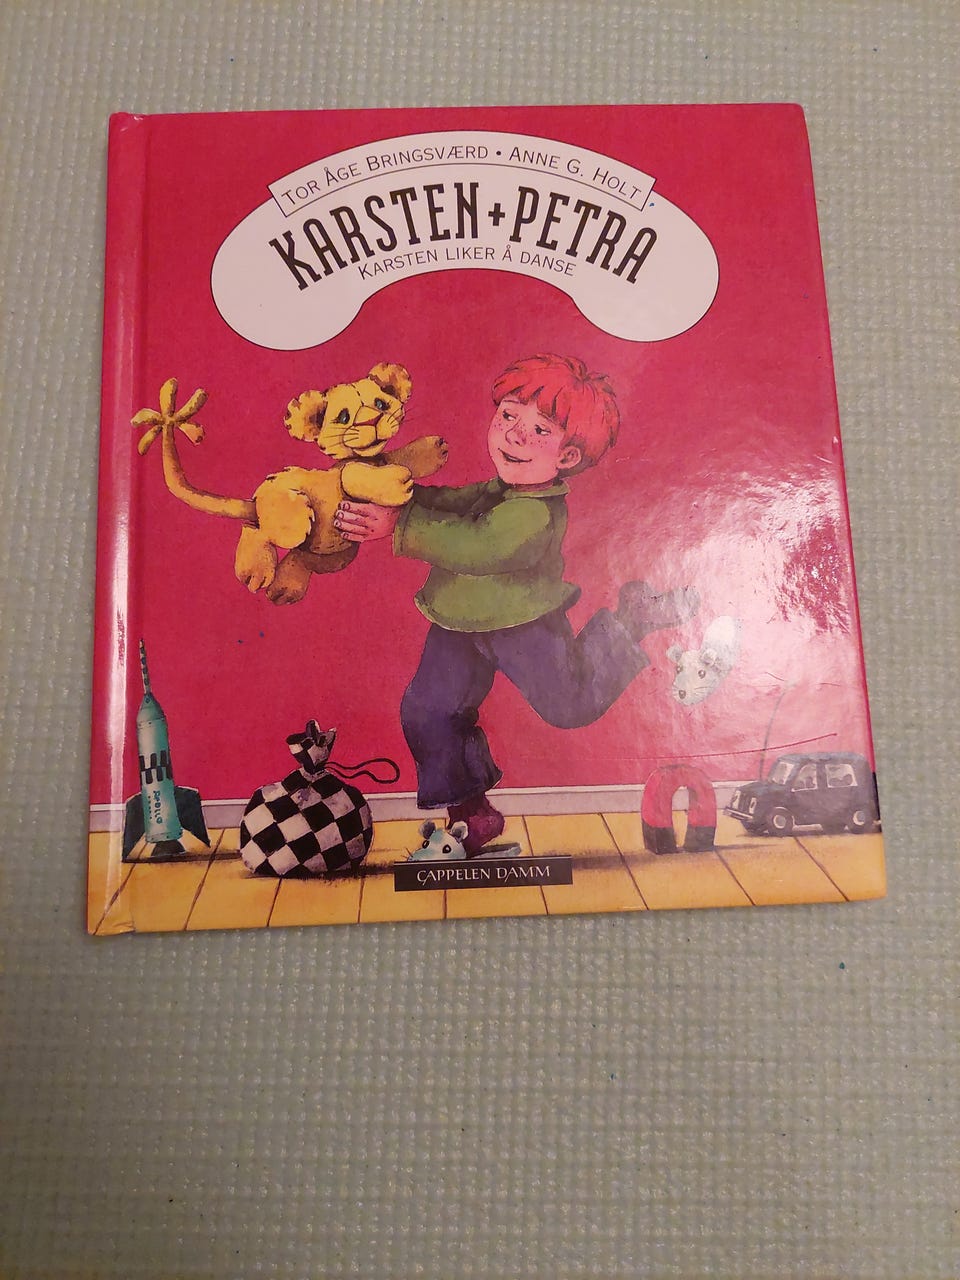 TOR ÅGE BRINGSVÆRD • ANNE G. HOLT
KARSTEN+PETRA
KARSTEN LIKER Å DANSE
APOLLO
CAPPELEN DAMM